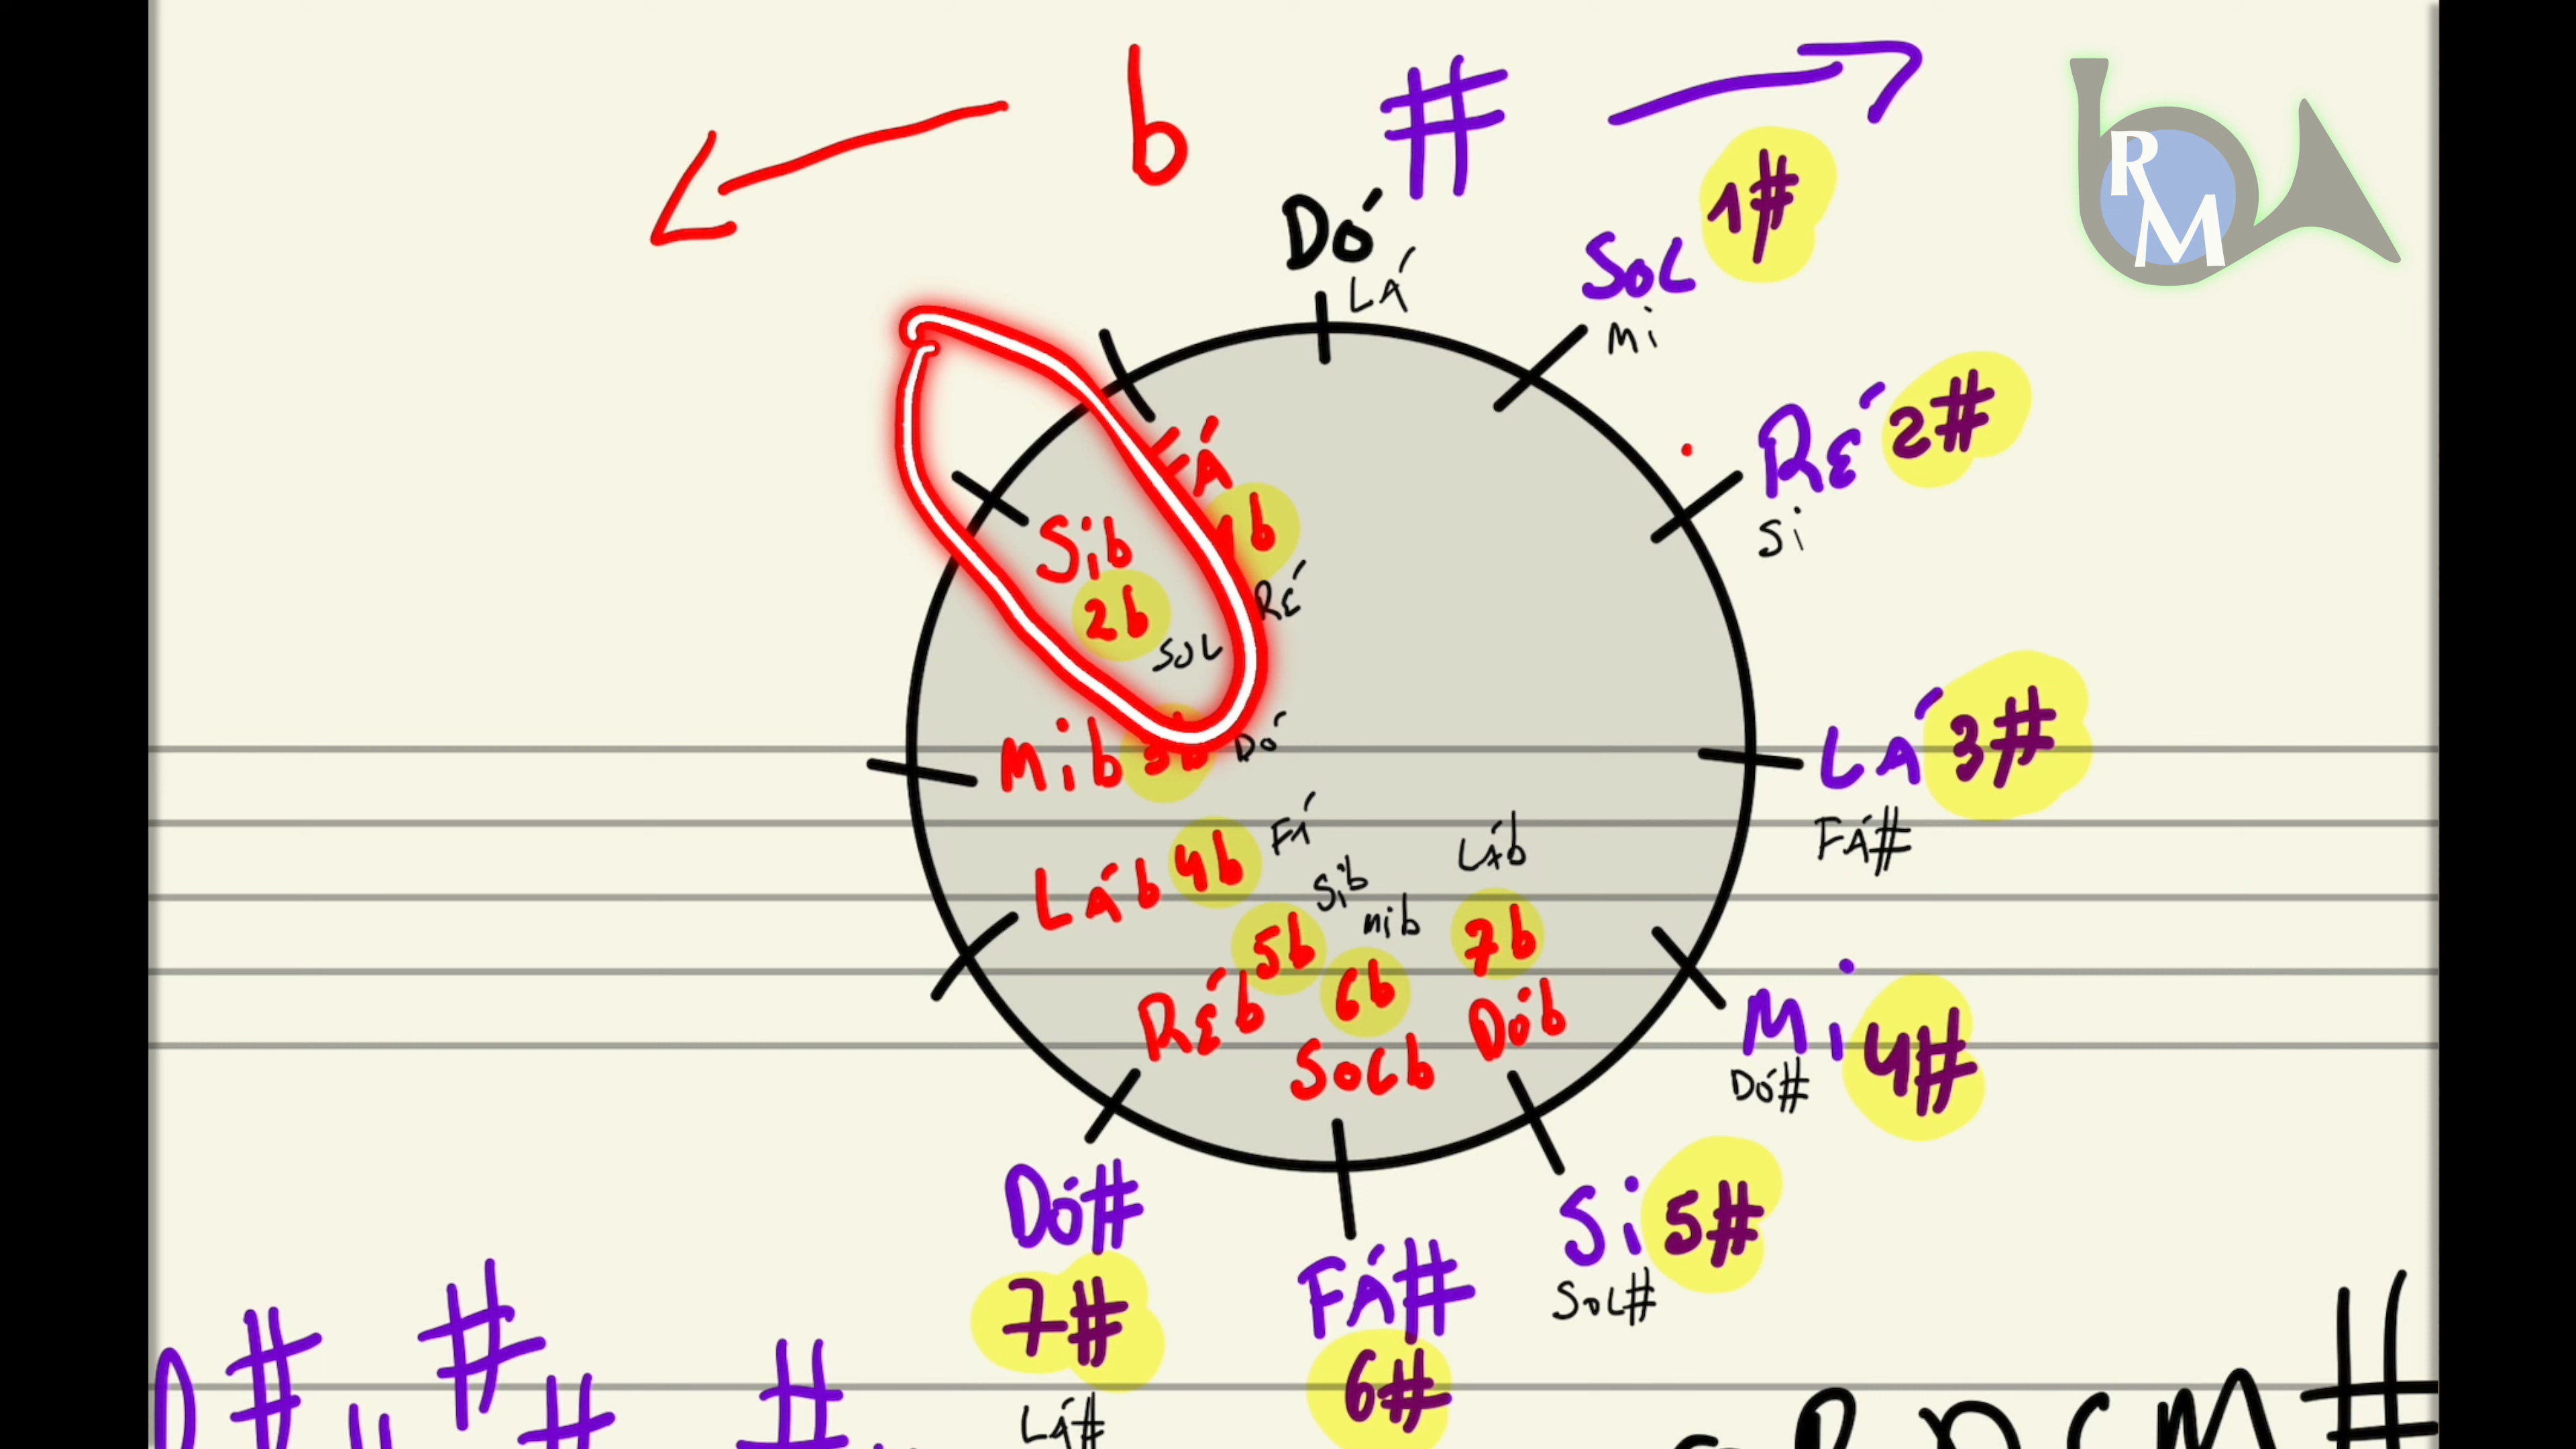 b #
RM
DÓ
LÁ
SOL 1#
Mi
RÉ 2#
Si
FÁ
1b
RÉ
Sib
2b
SOL
LÁ 3#
FÁ#
Mib 3b DÓ
LÁb 4b FÁ
Mi 4#
DÓ#
RÉb 5b Sib
SOLb 6b mib
DÓb 7b LÁb
Si 5#
SOL#
FÁ#
6#
DÓ#
7#
LÁ#
# # # #
#